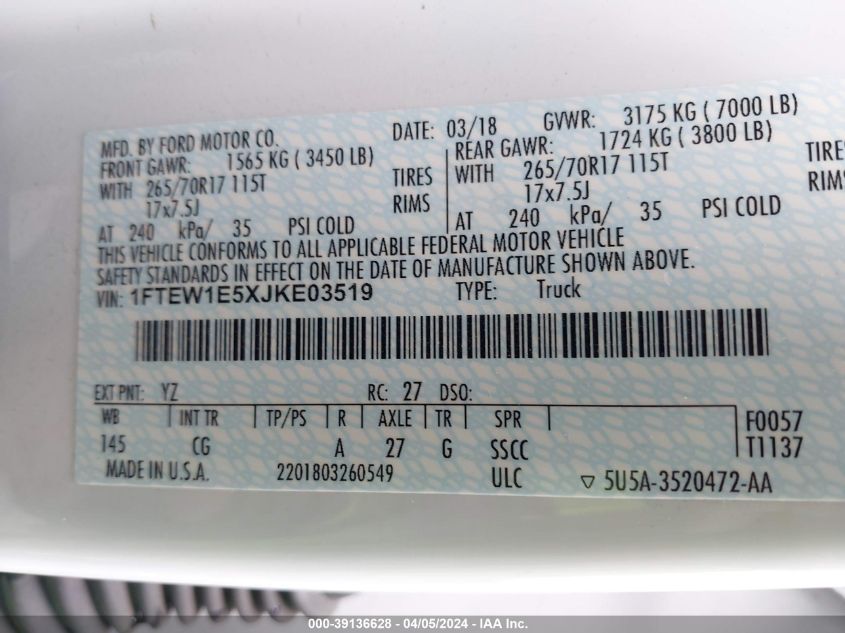 MFD. BY FORD MOTOR CO. DATE: 03/18 GVWR: 3175 KG ( 7000 LB)
FRONT GAWR: 1565 KG ( 3450 LB) REAR GAWR: 1724 KG ( 3800 LB)
WITH 265/70R17 115T TIRES WITH 265/70R17 115T TIRES
17x7.5J RIMS 17x7.5J RIMS
AT 240 kPa/ 35 PSI COLD AT 240 kPa/ 35 PSI COLD
THIS VEHICLE CONFORMS TO ALL APPLICABLE FEDERAL MOTOR VEHICLE
SAFETY STANDARDS IN EFFECT ON THE DATE OF MANUFACTURE SHOWN ABOVE.
VIN: 1FTEW1E5XJKE03519 TYPE: Truck
EXT PNT: YZ RC: 27 DSO:
WB INT TR TP/PS R AXLE TR SPR F0057
145 CG A 27 G SSCC T1137
MADE IN U.S.A. 2201803260549 ULC ▽ 5U5A-3520472-AA
000-39136628 - 04/05/2024 - IAA Inc.